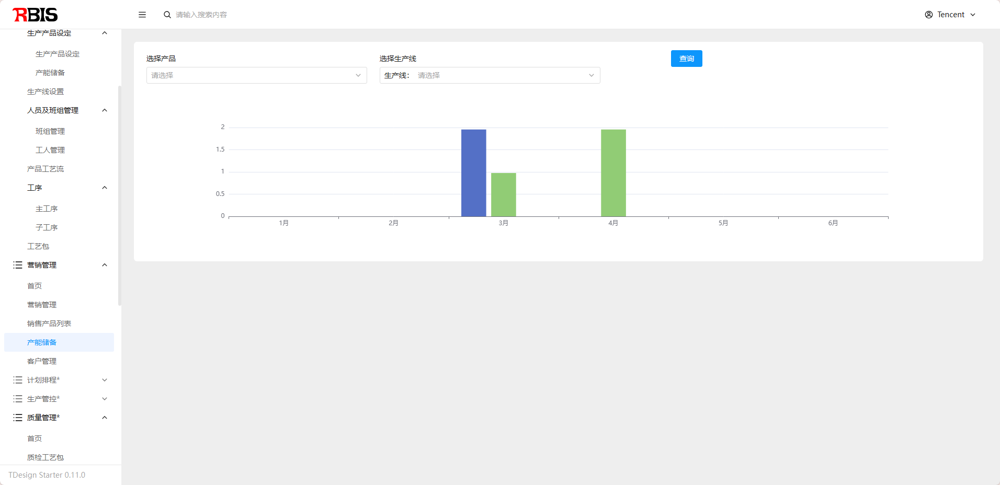 RBIS
请输入搜索内容
Tencent
生产产品设定
生产产品设定
产能储备
生产线设置
人员及班组管理
班组管理
工人管理
产品工艺流
工序
主工序
子工序
工艺包
营销管理
首页
营销管理
销售产品列表
产能储备
客户管理
计划排程*
生产管控*
质量管理*
首页
质检工艺包
TDesign Starter 0.11.0
选择产品
请选择
选择生产线
生产线： 请选择
查询
2
1.5
1
0.5
0
1月 2月 3月 4月 5月 6月